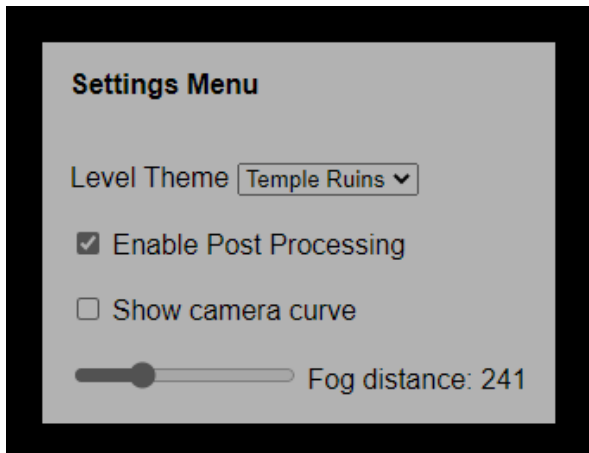 Settings Menu
Level Theme Temple Ruins
Enable Post Processing
Show camera curve
Fog distance: 241